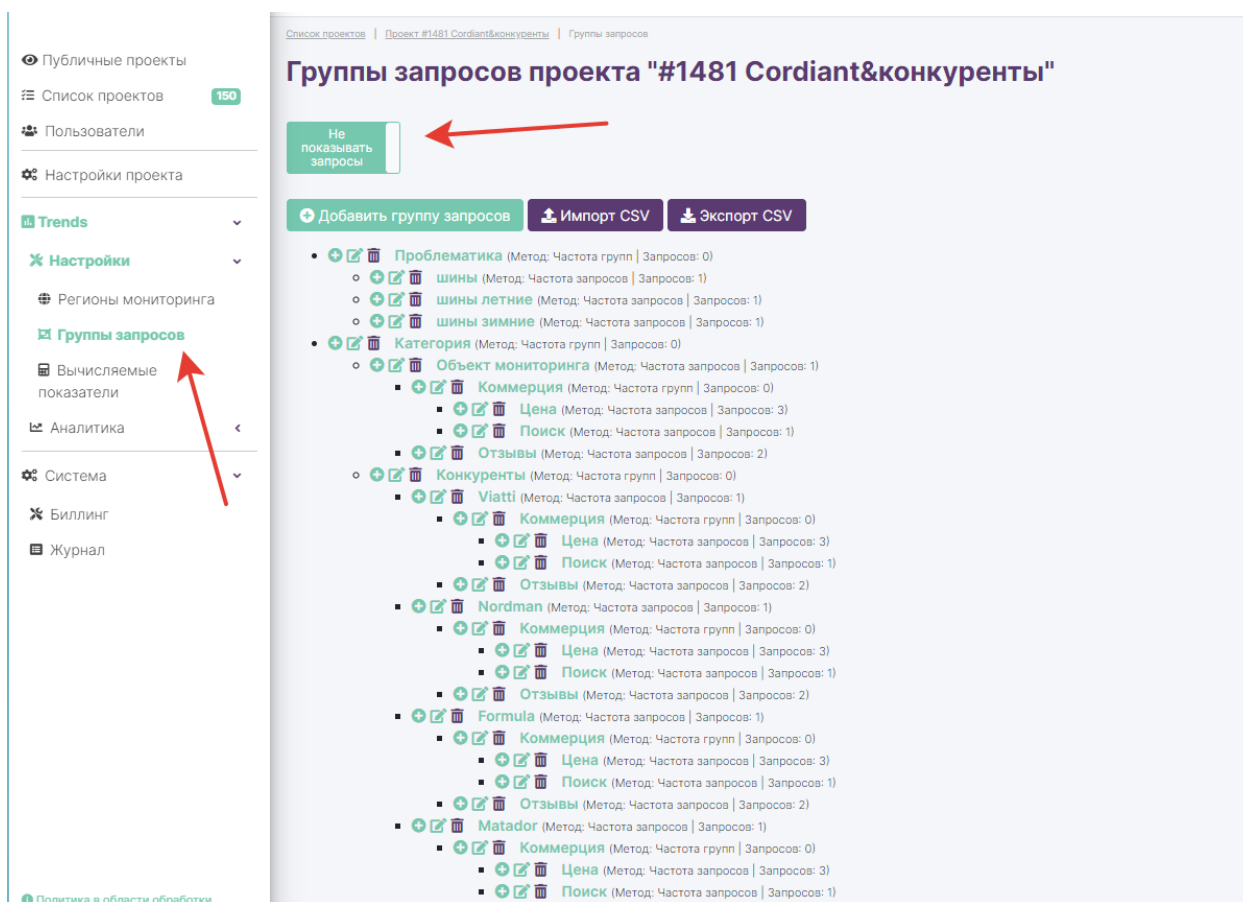 Список проектов | Проект #1481 Cordiant&конкуренты | Группы запросов
Публичные проекты
Список проектов 150
Пользователи
Настройки проекта
Trends
Настройки
Регионы мониторинга
Группы запросов
Вычисляемые
показатели
Аналитика
Система
Биллинг
Журнал
Политика в области обработки
Группы запросов проекта "#1481 Cordiant&конкуренты"
Не
показывать
запросы
Добавить группу запросов Импорт CSV Экспорт CSV
Проблематика (Метод: Частота групп | Запросов: 0)
шины (Метод: Частота запросов | Запросов: 1)
шины летние (Метод: Частота запросов | Запросов: 1)
шины зимние (Метод: Частота запросов | Запросов: 1)
Категория (Метод: Частота групп | Запросов: 0)
Объект мониторинга (Метод: Частота запросов | Запросов: 1)
Коммерция (Метод: Частота групп | Запросов: 0)
Цена (Метод: Частота запросов | Запросов: 3)
Поиск (Метод: Частота запросов | Запросов: 1)
Отзывы (Метод: Частота запросов | Запросов: 2)
Конкуренты (Метод: Частота групп | Запросов: 0)
Viatti (Метод: Частота запросов | Запросов: 1)
Коммерция (Метод: Частота групп | Запросов: 0)
Цена (Метод: Частота запросов | Запросов: 3)
Поиск (Метод: Частота запросов | Запросов: 1)
Отзывы (Метод: Частота запросов | Запросов: 2)
Nordman (Метод: Частота запросов | Запросов: 1)
Коммерция (Метод: Частота групп | Запросов: 0)
Цена (Метод: Частота запросов | Запросов: 3)
Поиск (Метод: Частота запросов | Запросов: 1)
Отзывы (Метод: Частота запросов | Запросов: 2)
Formula (Метод: Частота запросов | Запросов: 1)
Коммерция (Метод: Частота групп | Запросов: 0)
Цена (Метод: Частота запросов | Запросов: 3)
Поиск (Метод: Частота запросов | Запросов: 1)
Отзывы (Метод: Частота запросов | Запросов: 2)
Matador (Метод: Частота запросов | Запросов: 1)
Коммерция (Метод: Частота групп | Запросов: 0)
Цена (Метод: Частота запросов | Запросов: 3)
Поиск (Метод: Частота запросов | Запросов: 1)